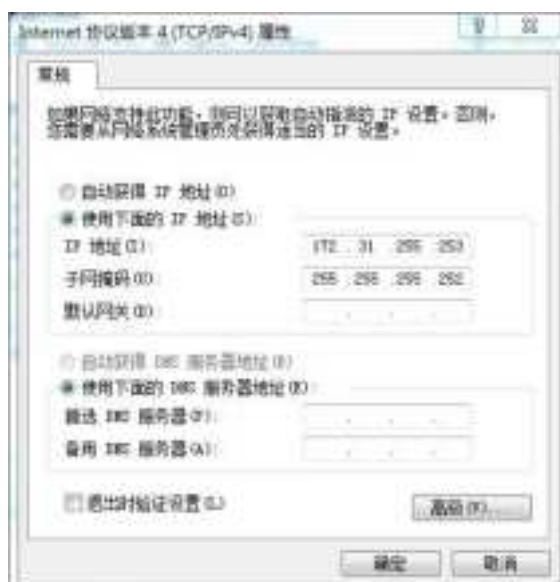 Internet 协议版本 4 (TCP/IPv4) 属性
常规
如果网络支持此功能，则可以获取自动指派的 IP 设置。否则，
您需要从网络系统管理员处获得适当的 IP 设置。
自动获得 IP 地址(O)
使用下面的 IP 地址(S):
IP 地址(I): 172 . 31 . 255 . 253
子网掩码(U): 255 . 255 . 255 . 252
默认网关(D): . . .
自动获得 DNS 服务器地址(B)
使用下面的 DNS 服务器地址(E):
首选 DNS 服务器(P): . . .
备用 DNS 服务器(A): . . .
退出时验证设置(L)
高级(V)...
确定 取消